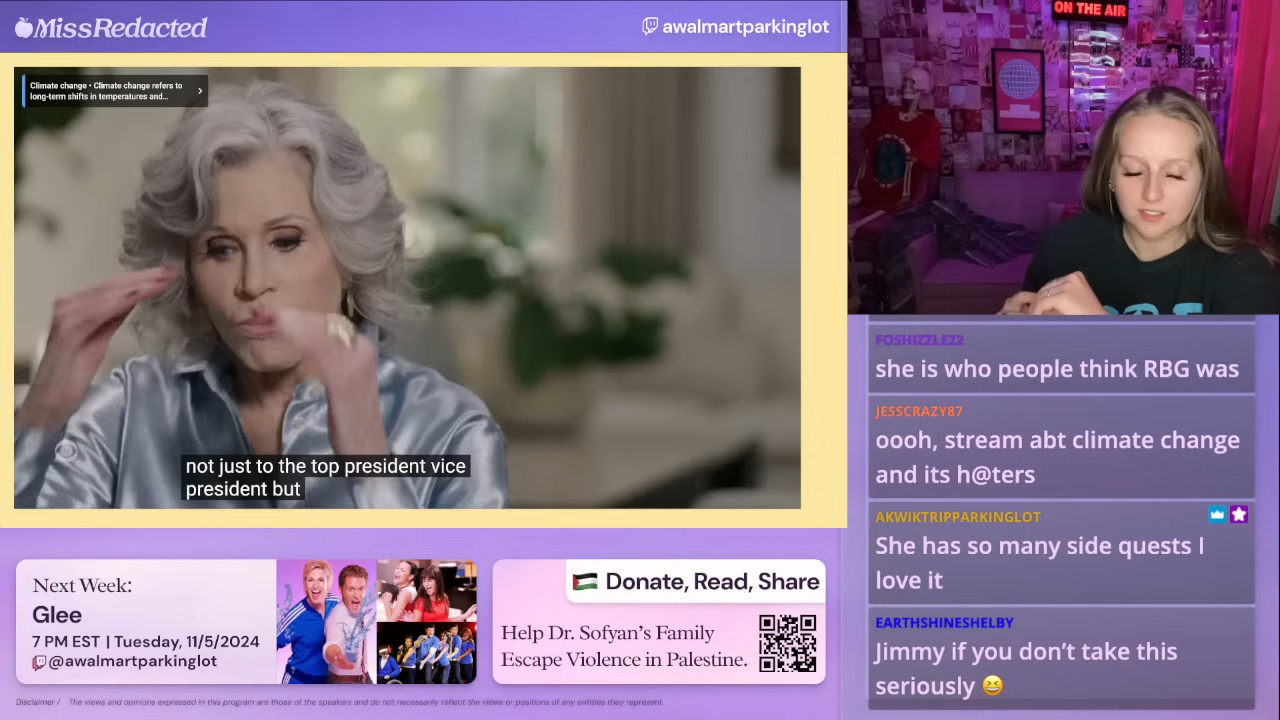 MissRedacted
awalmartparkinglot
ON THE AIR
Climate change • Climate change refers to
long-term shifts in temperatures and...
not just to the top president vice
president but
FOSHIZZLE22
she is who people think RBG was
JESSCRAZY87
oooh, stream abt climate change
and its h@ters
AKWIKTRIPPARKINGLOT
She has so many side quests I
love it
EARTHSHINESHELBY
Jimmy if you don't take this
seriously 😆
Next Week:
Glee
7 PM EST | Tuesday, 11/5/2024
@awalmartparkinglot
🇵🇸 Donate, Read, Share
Help Dr. Sofyan's Family
Escape Violence in Palestine.
Disclaimer / The views and opinions expressed in this program are those of the speakers and do not necessarily reflect the views or positions of any entities they represent.